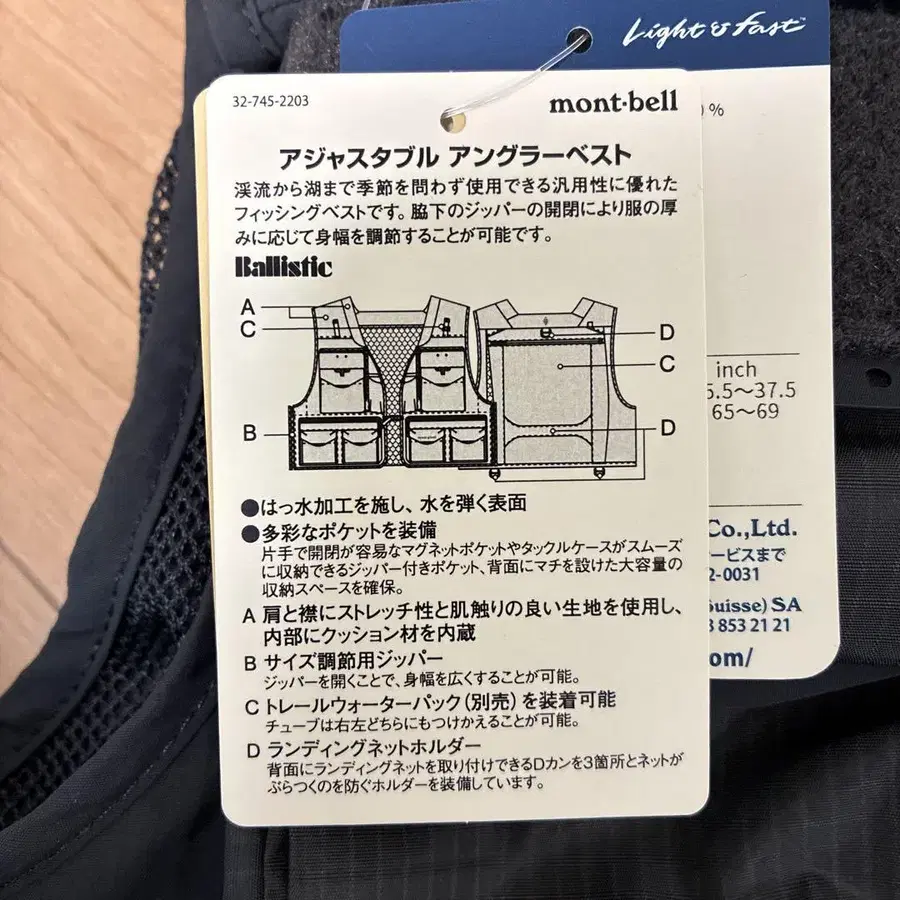 Light & Fast
0 %
32-745-2203
mont-bell
アジャスタブル アングラーベスト
渓流から湖まで季節を問わず使用できる汎用性に優れた
フィッシングベストです。脇下のジッパーの開閉により服の厚
みに応じて身幅を調節することが可能です。
Ballistic
A
C
B
D
C
D
●はっ水加工を施し、水を弾く表面
●多彩なポケットを装備
片手で開閉が容易なマグネットポケットやタックルケースがスムーズ
に収納できるジッパー付きポケット、背面にマチを設けた大容量の
収納スペースを確保。
A 肩と襟にストレッチ性と肌触りの良い生地を使用し、
内部にクッション材を内蔵
B サイズ調節用ジッパー
ジッパーを開くことで、身幅を広くすることが可能。
C トレールウォーターパック（別売）を装着可能
チューブは右左どちらにもつけかえることが可能。
D ランディングネットホルダー
背面にランディングネットを取り付けできるDカンを3箇所とネットが
ぶらつくのを防ぐホルダーを装備しています。
inch
5.5～37.5
65～69
Co.,Ltd.
ービスまで
2-0031
uisse) SA
853 21 21
om/